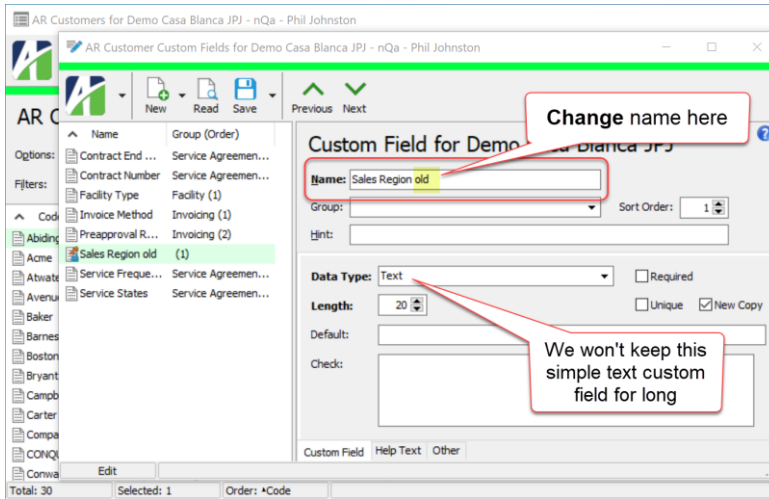 AR Customers for Demo Casa Blanca JPJ - nQa - Phil Johnston
AR Customer Custom Fields for Demo Casa Blanca JPJ - nQa - Phil Johnston
New Read Save Previous Next
Change name here
AR C
Options:
Filters:
Name Group (Order)
Contract End ... Service Agreemen...
Contract Number Service Agreemen...
Facility Type Facility (1)
Invoice Method Invoicing (1)
Preapproval R... Invoicing (2)
Sales Region old (1)
Service Freque... Service Agreemen...
Service States Service Agreemen...
Custom Field for Demo Casa Blanca JPJ
Name: Sales Region old
Group: Sort Order: 1
Hint:
Data Type: Text Required
Length: 20 Unique New Copy
Default:
Check:
We won't keep this
simple text custom
field for long
Custom Field Help Text Other
Cod
Abiding
Acme
Atwate
Avenu
Baker
Barnes
Boston
Bryant
Campb
Carter
Compa
CONQU
Conwa
Edit
Total: 30 Selected: 1 Order: Code